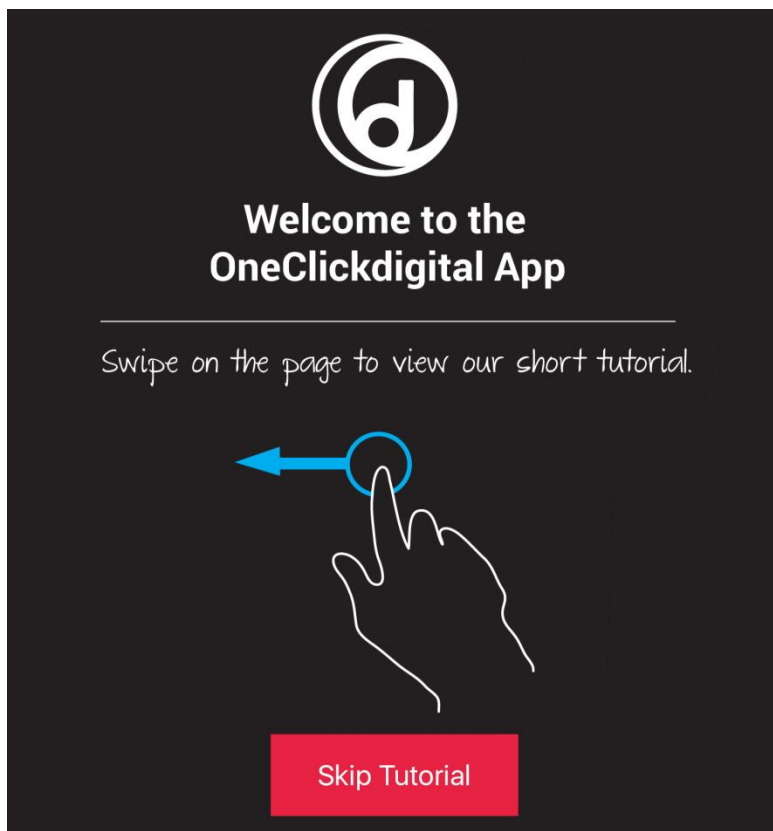 Welcome to the
OneClickdigital App
Swipe on the page to view our short tutorial.
Skip Tutorial